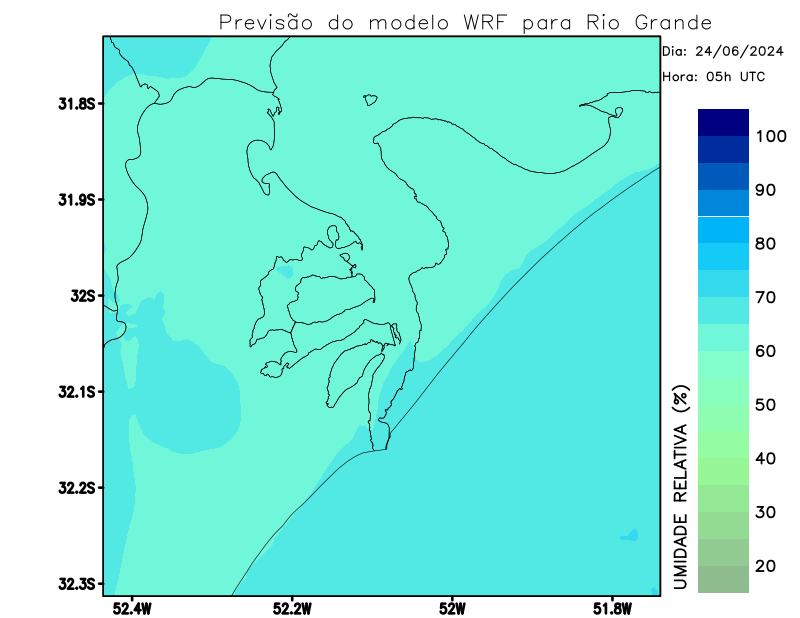 Previsão do modelo WRF para Rio Grande
Dia: 24/06/2024
Hora: 05h UTC
31.8S
31.9S
32S
32.1S
32.2S
32.3S
52.4W
52.2W
52W
51.8W
100
90
80
70
60
50
40
30
20
UMIDADE RELATIVA (%)